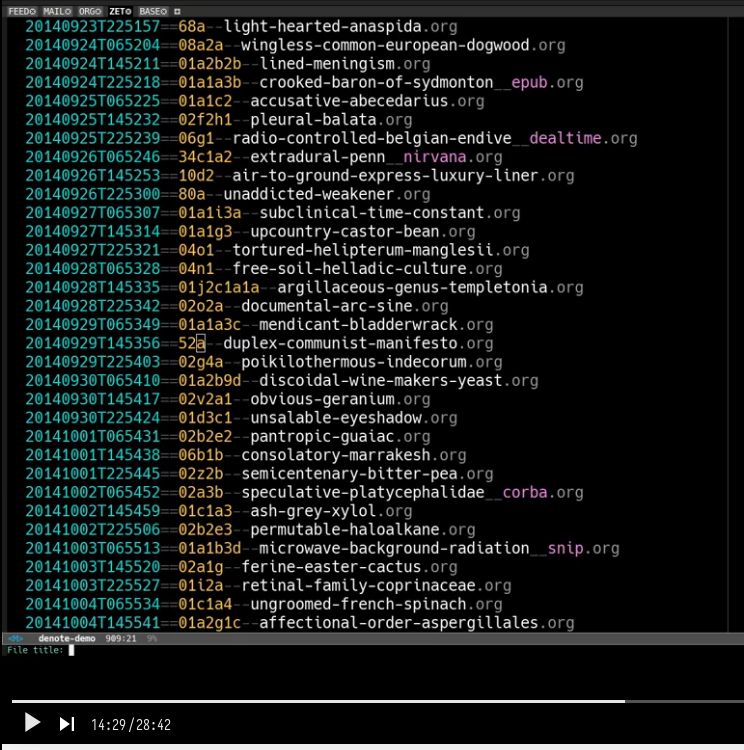 FEED MAIL ORG ZET BASE
20140923T225157==68a--light-hearted-anaspida.org
20140924T065204==08a2a--wingless-common-european-dogwood.org
20140924T145211==01a2b2b--lined-meningism.org
20140924T225218==01a1a3b--crooked-baron-of-sydmonton__epub.org
20140925T065225==01a1c2--accusative-abecedarius.org
20140925T145232==02f2h1--pleural-balata.org
20140925T225239==06g1--radio-controlled-belgian-endive__dealtime.org
20140926T065246==34c1a2--extradural-penn__nirvana.org
20140926T145253==10d2--air-to-ground-express-luxury-liner.org
20140926T225300==80a--unaddicted-weakener.org
20140927T065307==01a1i3a--subclinical-time-constant.org
20140927T145314==01a1g3--upcountry-castor-bean.org
20140927T225321==04o1--tortured-helipterum-manglesii.org
20140928T065328==04n1--free-soil-helladic-culture.org
20140928T145335==01j2c1a1a--argillaceous-genus-templetonia.org
20140928T225342==02o2a--documental-arc-sine.org
20140929T065349==01a1a3c--mendicant-bladderwrack.org
20140929T145356==52a--duplex-communist-manifesto.org
20140929T225403==02g4a--poikilothermous-indecorum.org
20140930T065410==01a2b9d--discoidal-wine-makers-yeast.org
20140930T145417==02v2a1--obvious-geranium.org
20140930T225424==01d3c1--unsalable-eyeshadow.org
20141001T065431==02b2e2--pantropic-guaiac.org
20141001T145438==06b1b--consolatory-marrakesh.org
20141001T225445==02z2b--semicentenary-bitter-pea.org
20141002T065452==02a3b--speculative-platycephalidae__corba.org
20141002T145459==01c1a3--ash-grey-xylol.org
20141002T225506==02b2e3--permutable-haloalkane.org
20141003T065513==01a1b3d--microwave-background-radiation__snip.org
20141003T145520==02a1g--ferine-easter-cactus.org
20141003T225527==01i2a--retinal-family-coprinaceae.org
20141004T065534==01c1a4--ungroomed-french-spinach.org
20141004T145541==01a2g1c--affectional-order-aspergillales.org
<M> denote-demo 909:21 9%
File title:
14:29/28:42